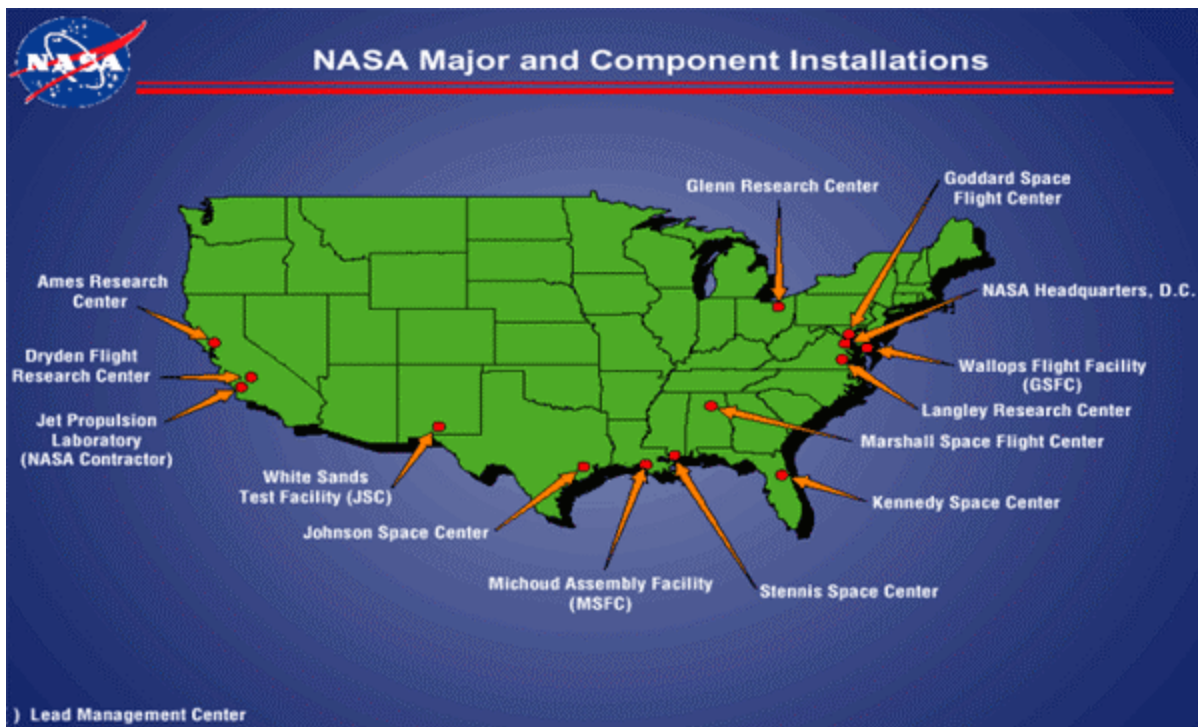 NASA
NASA Major and Component Installations
Glenn Research Center
Goddard Space
Flight Center
Ames Research
Center
NASA Headquarters, D.C.
Dryden Flight
Research Center
Wallops Flight Facility
(GSFC)
Jet Propulsion
Laboratory
(NASA Contractor)
Langley Research Center
Marshall Space Flight Center
White Sands
Test Facility (JSC)
Kennedy Space Center
Johnson Space Center
Michoud Assembly Facility
(MSFC)
Stennis Space Center
) Lead Management Center